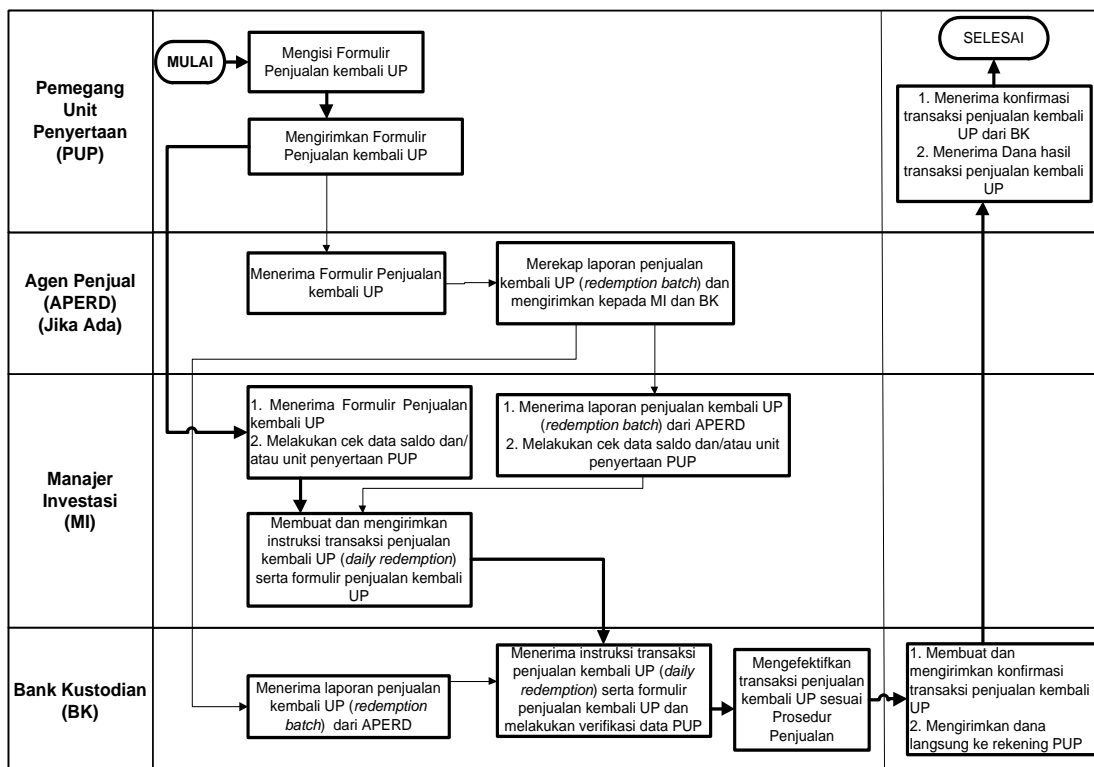 Pemegang
Unit
Penyertaan
(PUP)
MULAI
Mengisi Formulir
Penjualan kembali UP
Mengirimkan Formulir
Penjualan kembali UP
SELESAI
1. Menerima konfirmasi
transaksi penjualan kembali
UP dari BK
2. Menerima Dana hasil
transaksi penjualan kembali
UP
Agen Penjual
(APERD)
(Jika Ada)
Menerima Formulir Penjualan
kembali UP
Merekap laporan penjualan
kembali UP (redemption batch) dan
mengirimkan kepada MI dan BK
Manajer
Investasi
(MI)
1. Menerima Formulir Penjualan
kembali UP
2. Melakukan cek data saldo dan/
atau unit penyertaan PUP
1. Menerima laporan penjualan kembali UP
(redemption batch) dari APERD
2. Melakukan cek data saldo dan/atau unit
penyertaan PUP
Membuat dan mengirimkan
instruksi transaksi penjualan
kembali UP (daily redemption)
serta formulir penjualan kembali
UP
Bank Kustodian
(BK)
Menerima laporan penjualan
kembali UP (redemption
batch) dari APERD
Menerima instruksi transaksi
penjualan kembali UP (daily
redemption) serta formulir
penjualan kembali UP dan
melakukan verifikasi data PUP
Mengefektifkan
transaksi penjualan
kembali UP sesuai
Prosedur
Penjualan
1. Membuat dan
mengirimkan konfirmasi
transaksi penjualan kembali
UP
2. Mengirimkan dana
langsung ke rekening PUP